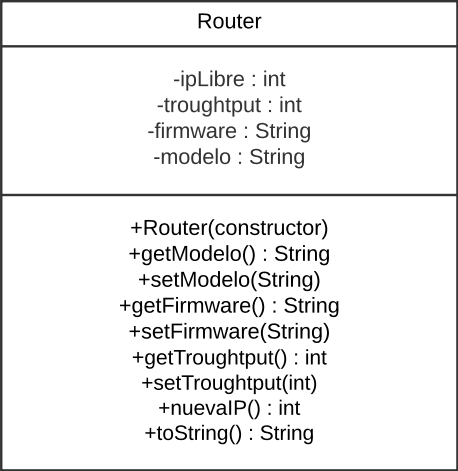 Router
-ipLibre : int
-troughtput : int
-firmware : String
-modelo : String
+Router(constructor)
+getModelo() : String
+setModelo(String)
+getFirmware() : String
+setFirmware(String)
+getTroughtput() : int
+setTroughtput(int)
+nuevaIP() : int
+toString() : String